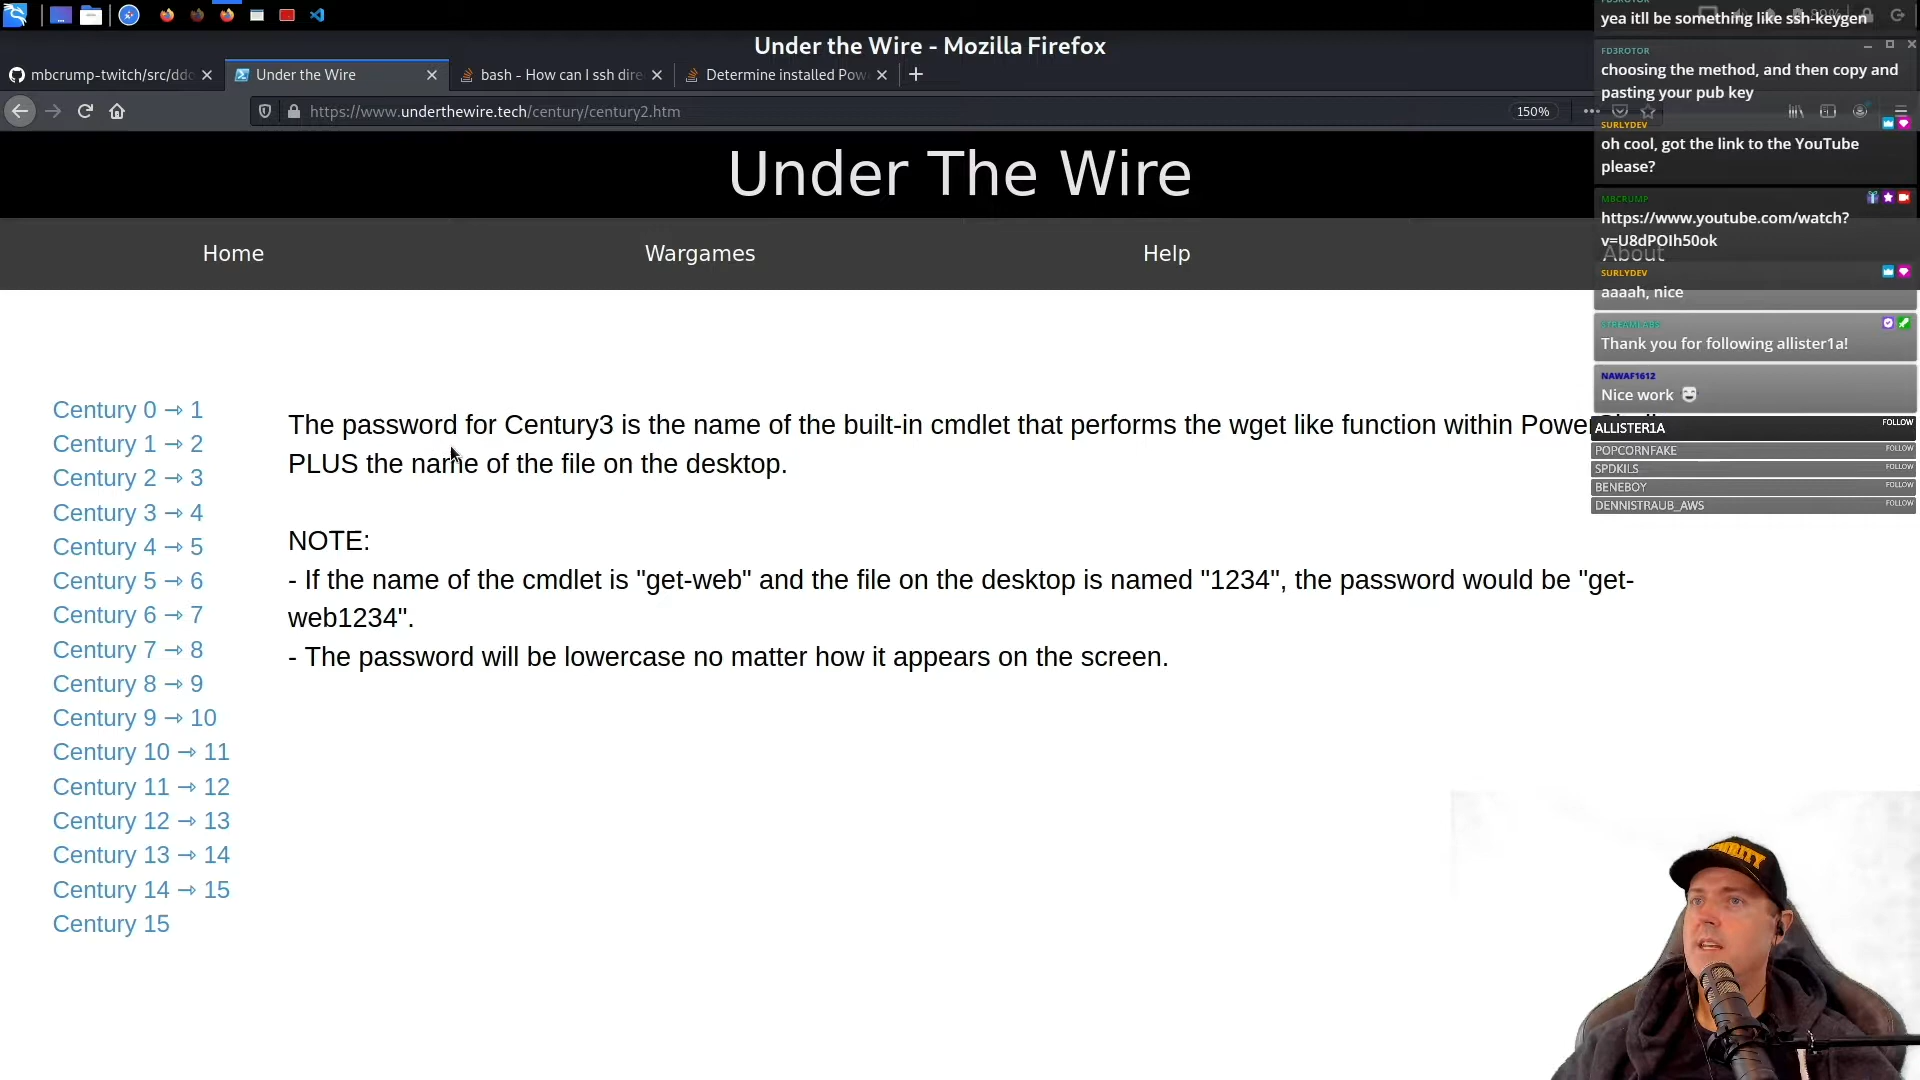 Under the Wire - Mozilla Firefox
mbcrump-twitch/src/ddc
Under the Wire
bash - How can I ssh dire
Determine installed Pow
https://www.underthewire.tech/century/century2.htm
150%
Under The Wire
Home
Wargames
Help
About
Century 0 → 1
Century 1 → 2
Century 2 → 3
Century 3 → 4
Century 4 → 5
Century 5 → 6
Century 6 → 7
Century 7 → 8
Century 8 → 9
Century 9 → 10
Century 10 → 11
Century 11 → 12
Century 12 → 13
Century 13 → 14
Century 14 → 15
Century 15
The password for Century3 is the name of the built-in cmdlet that performs the wget like function within Power
PLUS the name of the file on the desktop.
NOTE:
- If the name of the cmdlet is "get-web" and the file on the desktop is named "1234", the password would be "get-
web1234".
- The password will be lowercase no matter how it appears on the screen.
yea itll be something like ssh-keygen
FD3ROTOR
choosing the method, and then copy and
pasting your pub key
SURLYDEV
oh cool, got the link to the YouTube
please?
MBCRUMP
https://www.youtube.com/watch?
v=U8dPOIh50ok
SURLYDEV
aaaah, nice
STREAMLABS
Thank you for following allister1a!
NAWAF1612
Nice work
ALLISTER1A FOLLOW
POPCORNFAKE FOLLOW
SPDKILS FOLLOW
BENEBOY FOLLOW
DENNISTRAUB_AWS FOLLOW